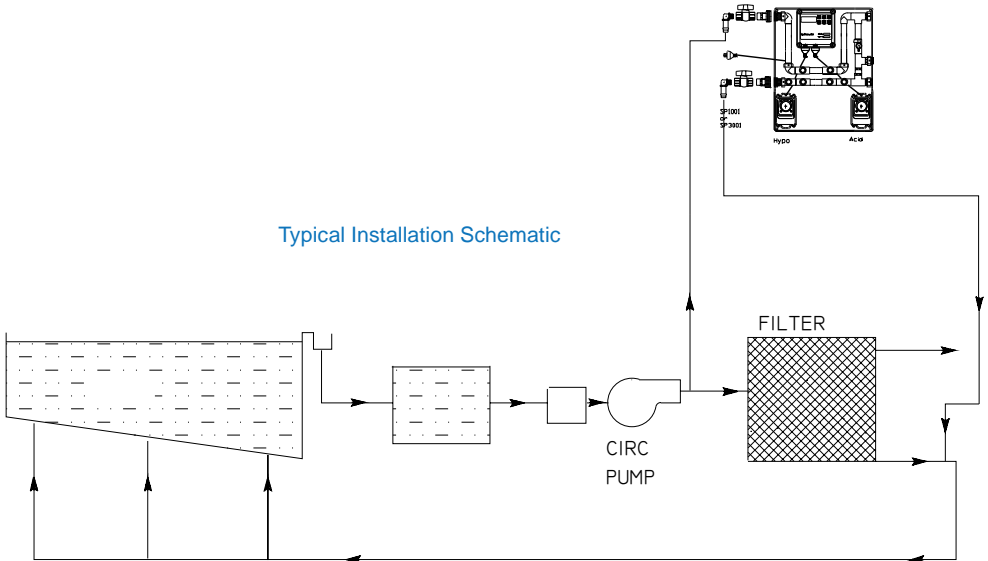 SP1001
or
SP3001
Hypo
Acid
Typical Installation Schematic
FILTER
CIRC
PUMP